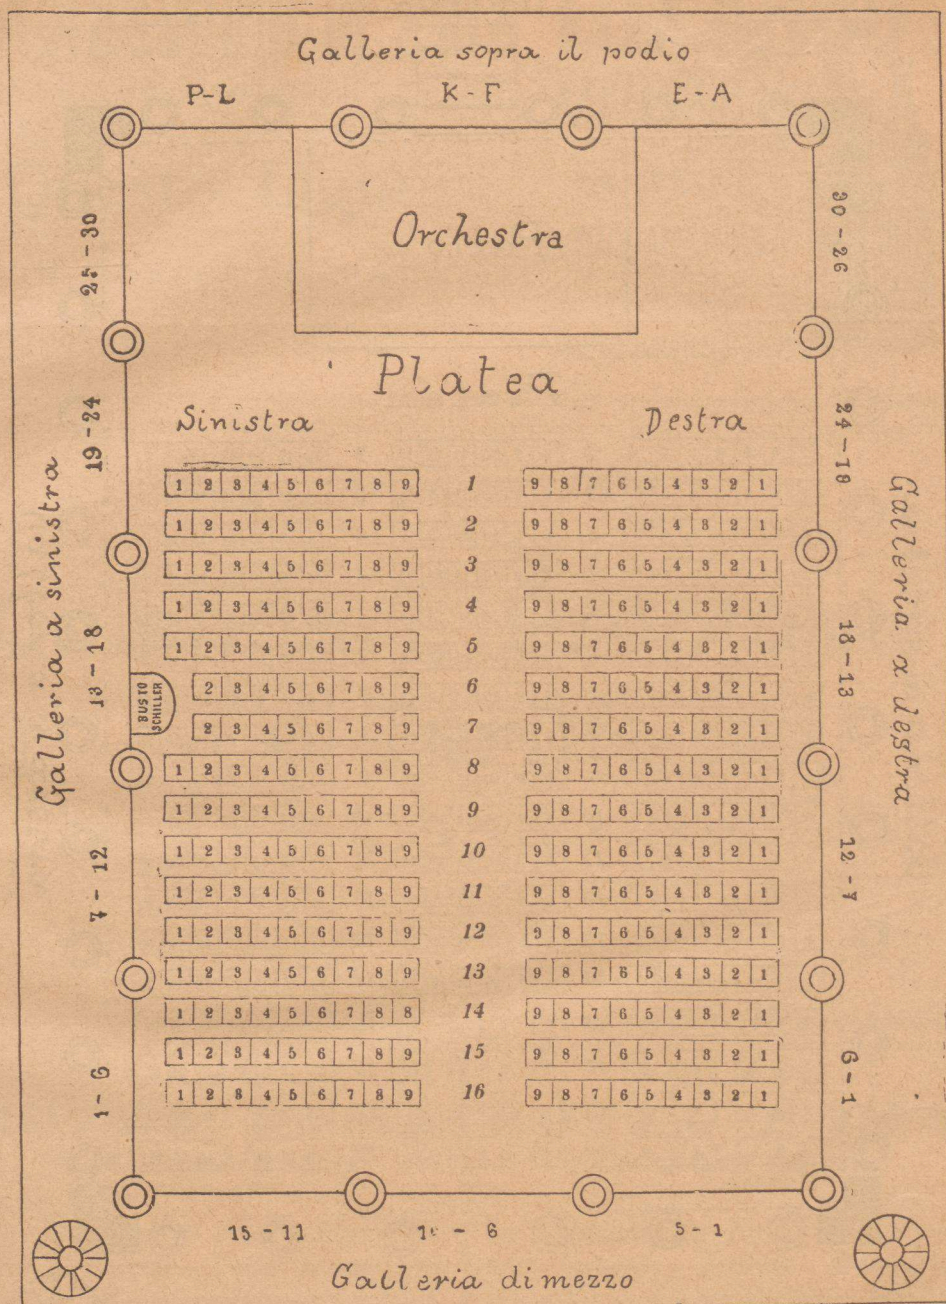 Galleria sopra il podio
P-L K-F E-A
Orchestra
Platea
Sinistra Destra
25-30
19-24
13-18
7-12
1-6
Galleria a sinistra
BUSTO
SCHILLER
1 2 3 4 5 6 7 8 9 1 9 8 7 6 5 4 3 2 1
1 2 3 4 5 6 7 8 9 2 9 8 7 6 5 4 3 2 1
1 2 3 4 5 6 7 8 9 3 9 8 7 6 5 4 3 2 1
1 2 3 4 5 6 7 8 9 4 9 8 7 6 5 4 3 2 1
1 2 3 4 5 6 7 8 9 5 9 8 7 6 5 4 3 2 1
2 3 4 5 6 7 8 9 6 9 8 7 6 5 4 3 2 1
2 3 4 5 6 7 8 9 7 9 8 7 6 5 4 3 2 1
1 2 3 4 5 6 7 8 9 8 9 8 7 6 5 4 3 2 1
1 2 3 4 5 6 7 8 9 9 9 8 7 6 5 4 3 2 1
1 2 3 4 5 6 7 8 9 10 9 8 7 6 5 4 3 2 1
1 2 3 4 5 6 7 8 9 11 9 8 7 6 5 4 3 2 1
1 2 3 4 5 6 7 8 9 12 9 8 7 6 5 4 3 2 1
1 2 3 4 5 6 7 8 9 13 9 8 7 6 5 4 3 2 1
1 2 3 4 5 6 7 8 8 14 9 8 7 6 5 4 3 2 1
1 2 3 4 5 6 7 8 9 15 9 8 7 6 5 4 3 2 1
1 2 3 4 5 6 7 8 9 16 9 8 7 6 5 4 3 2 1
30-26
24-19
18-13
12-7
6-1
Galleria a destra
15-11 10-6 5-1
Galleria di mezzo